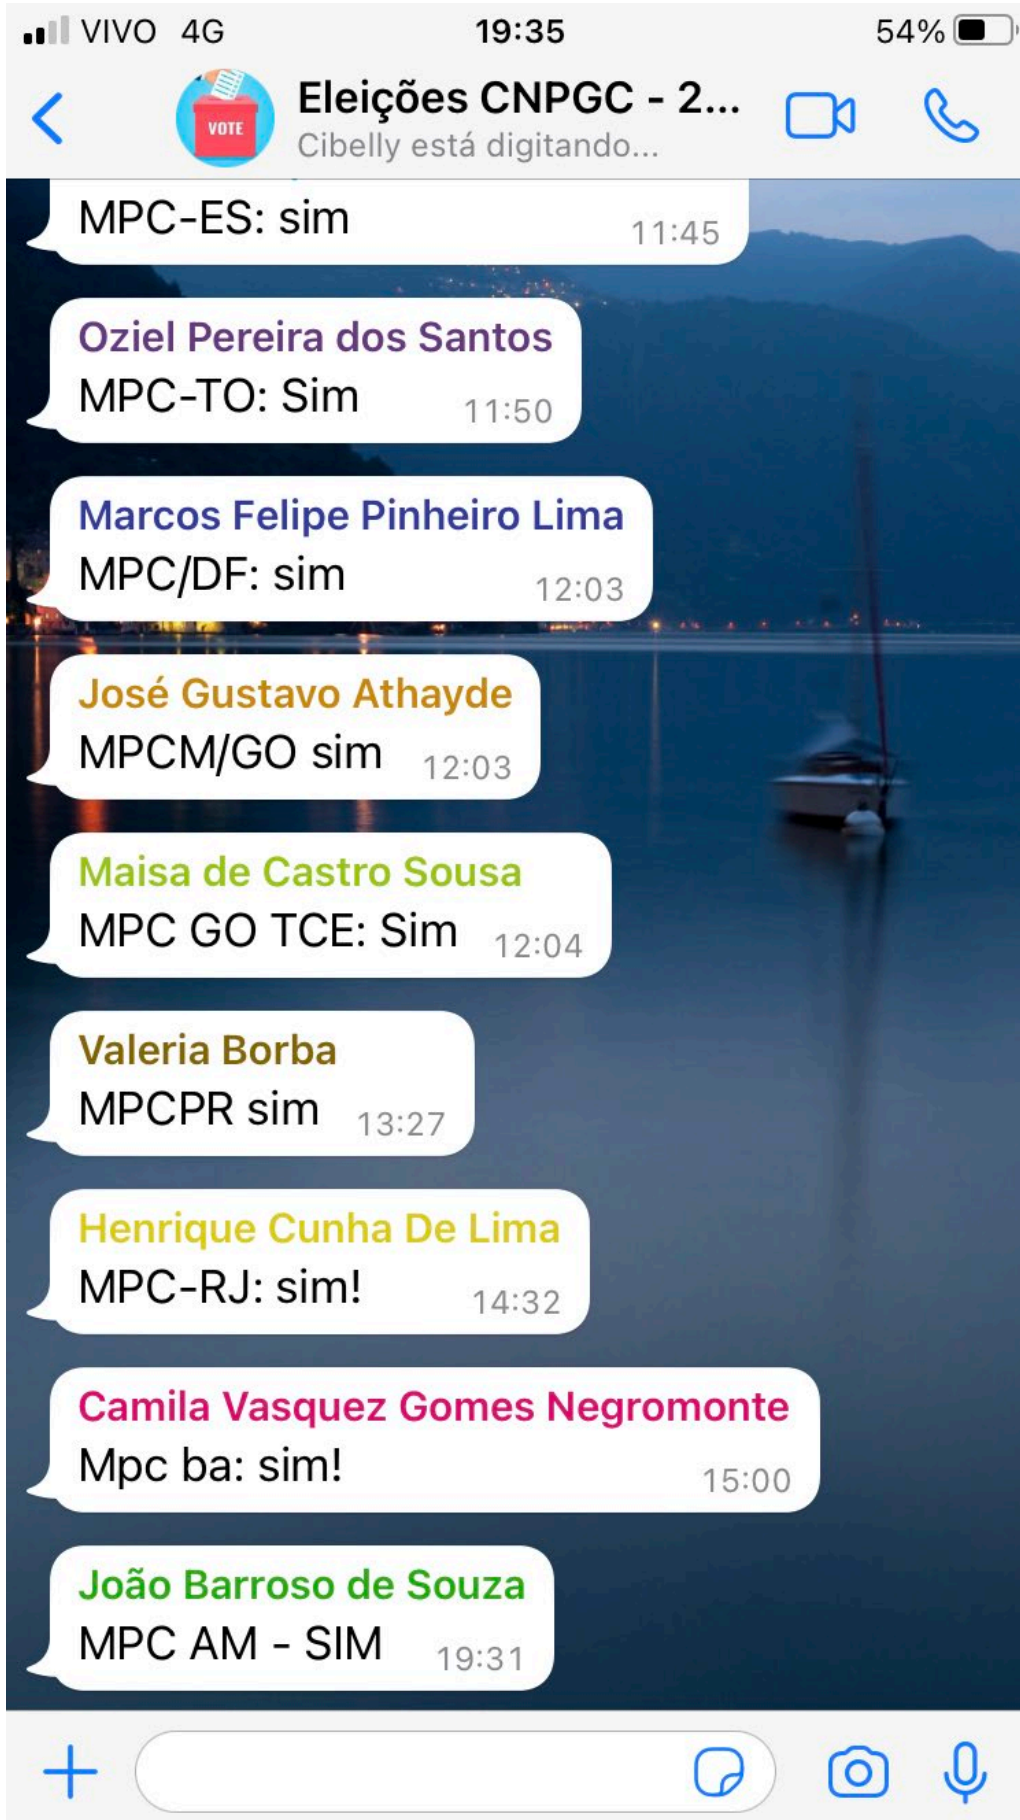 VIVO 4G 19:35 54%
VOTE
Eleições CNPGC - 2...
Cibelly está digitando...
MPC-ES: sim
11:45
Oziel Pereira dos Santos
MPC-TO: Sim
11:50
Marcos Felipe Pinheiro Lima
MPC/DF: sim
12:03
José Gustavo Athayde
MPCM/GO sim
12:03
Maisa de Castro Sousa
MPC GO TCE: Sim
12:04
Valeria Borba
MPCPR sim
13:27
Henrique Cunha De Lima
MPC-RJ: sim!
14:32
Camila Vasquez Gomes Negromonte
Mpc ba: sim!
15:00
João Barroso de Souza
MPC AM - SIM
19:31